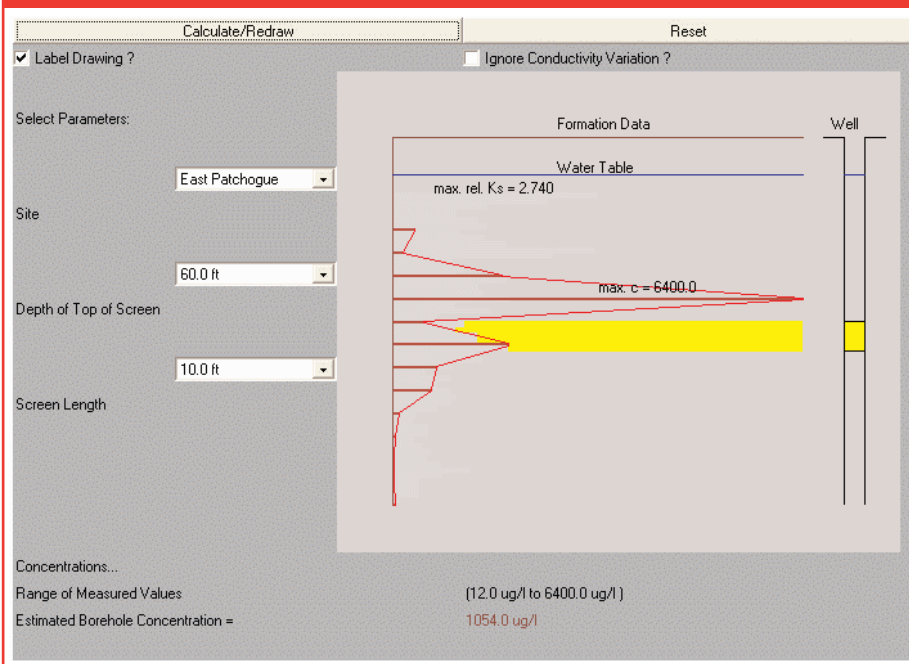 Calculate/Redraw Reset
Label Drawing ? Ignore Conductivity Variation ?
Select Parameters:
Formation Data Well
Water Table
East Patchogue
max. rel. Ks = 2.740
Site
60.0 ft
max. c = 6400.0
Depth of Top of Screen
10.0 ft
Screen Length
Concentrations...
Range of Measured Values (12.0 ug/l to 6400.0 ug/l )
Estimated Borehole Concentration = 1054.0 ug/l